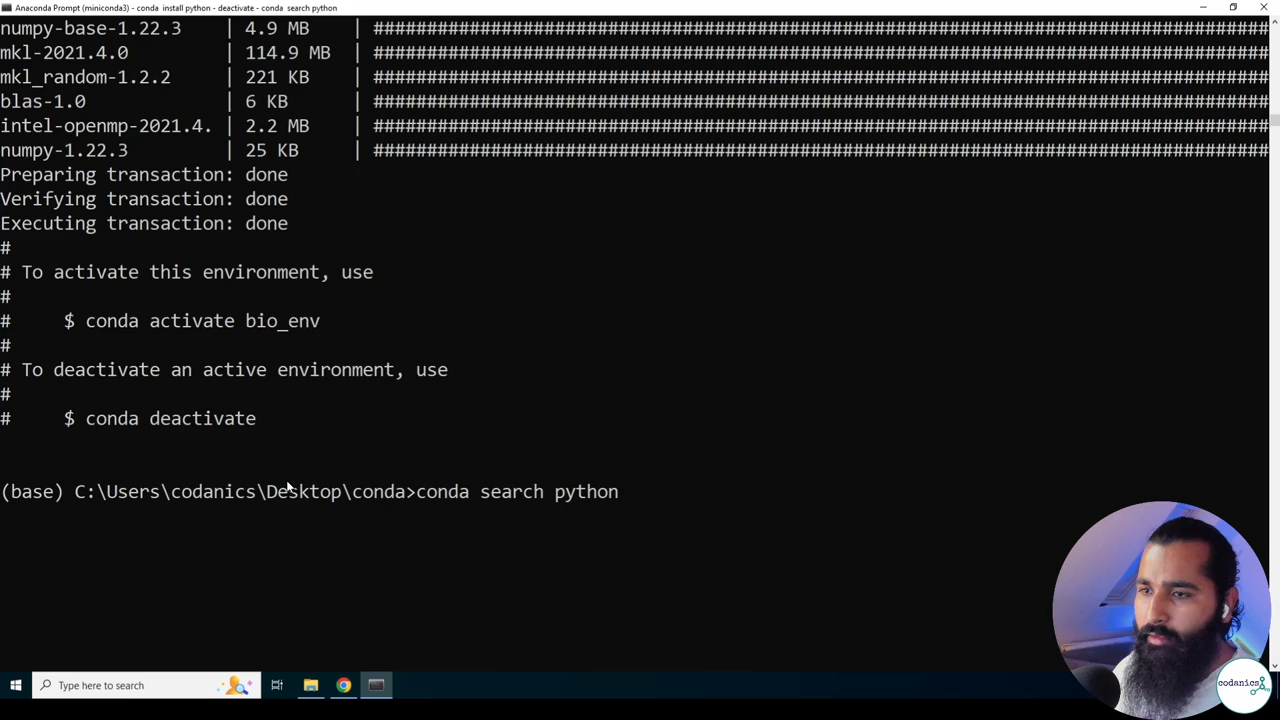 Anaconda Prompt (miniconda3) - conda install python - deactivate - conda search python
numpy-base-1.22.3 | 4.9 MB | ####################################################################################
mkl-2021.4.0 | 114.9 MB | ####################################################################################
mkl_random-1.2.2 | 221 KB | ####################################################################################
blas-1.0 | 6 KB | ####################################################################################
intel-openmp-2021.4. | 2.2 MB | ####################################################################################
numpy-1.22.3 | 25 KB | ####################################################################################
Preparing transaction: done
Verifying transaction: done
Executing transaction: done
#
# To activate this environment, use
#
# $ conda activate bio_env
#
# To deactivate an active environment, use
#
# $ conda deactivate
(base) C:\Users\codanics\Desktop\conda>conda search python
Type here to search
codanics